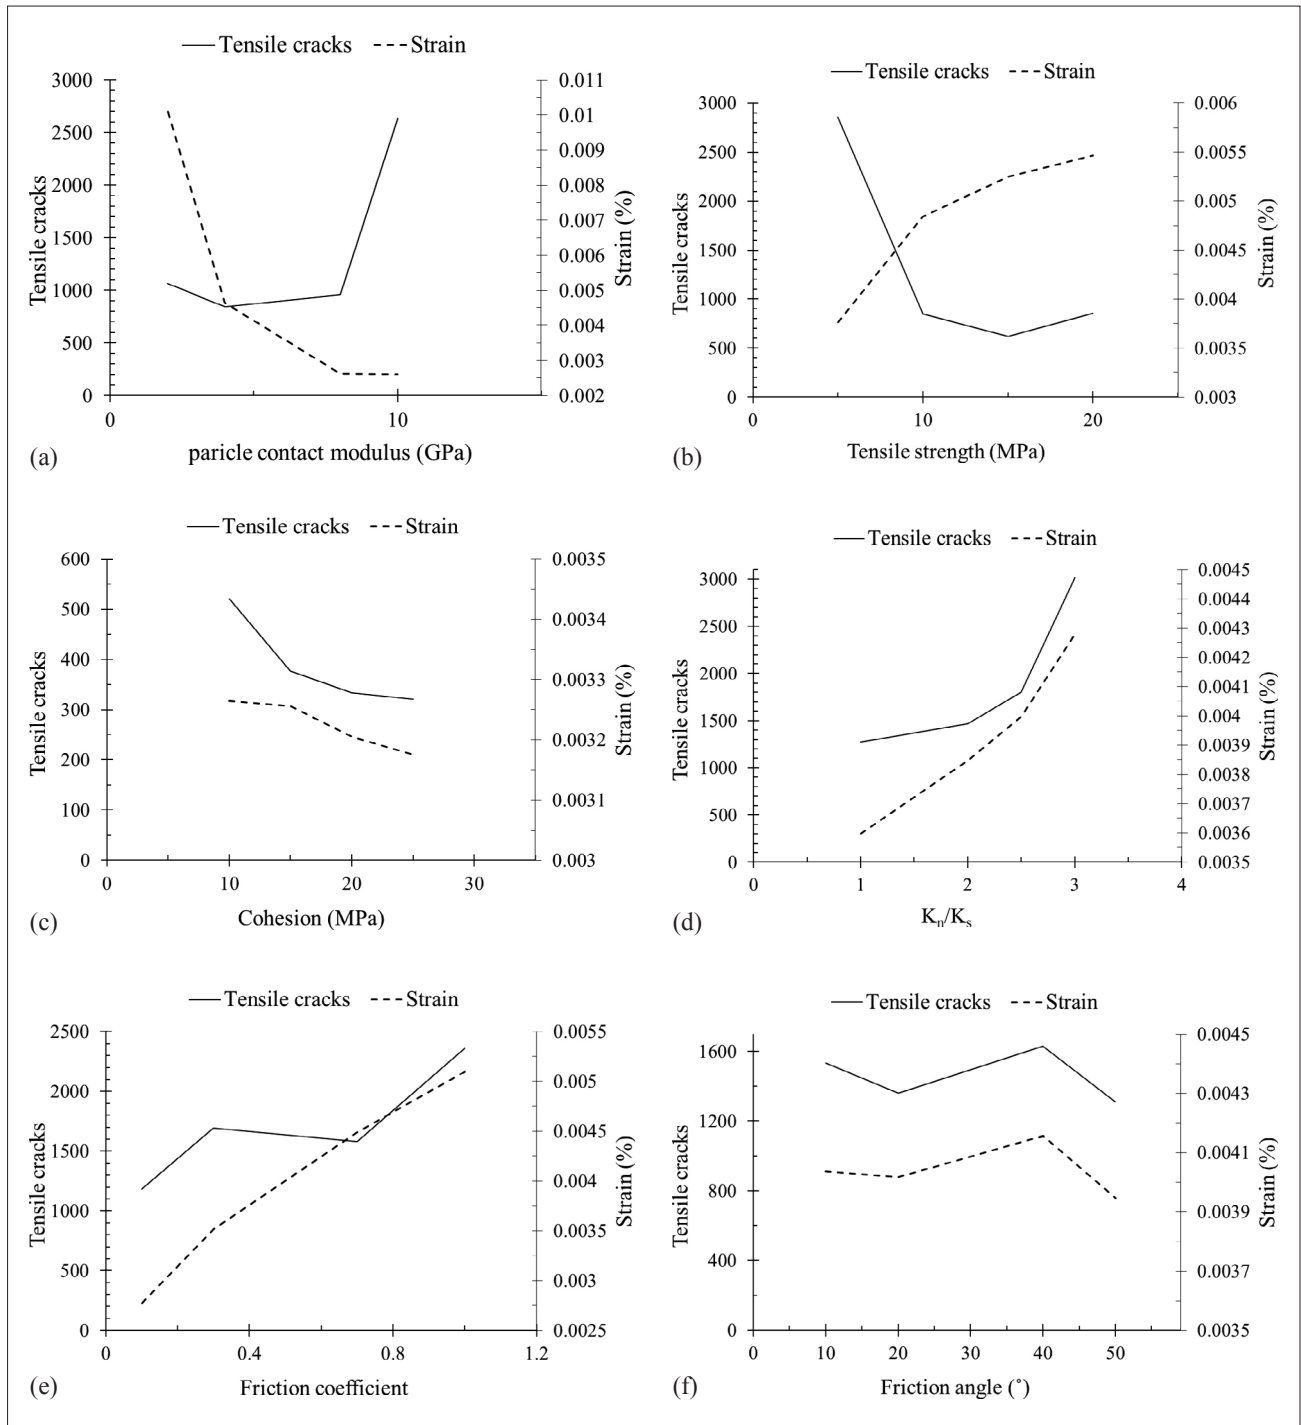 Tensile cracks Strain
3000 0.011
2500 0.01
2000 0.009
1500 0.008
1000 0.007
500 0.006
0 0.005
0.004
0.003
0.002
Tensile cracks
Strain (%)
0 10
(a) paricle contact modulus (GPa)
Tensile cracks Strain
3000 0.006
2500 0.0055
2000 0.005
1500 0.0045
1000 0.004
500 0.0035
0 0.003
Tensile cracks
Strain (%)
0 10 20
(b) Tensile strength (MPa)
Tensile cracks Strain
600 0.0035
500 0.0034
400 0.0033
300 0.0032
200 0.0031
100 0.003
0
Tensile cracks
Strain (%)
0 10 20 30
(c) Cohesion (MPa)
Tensile cracks Strain
3000 0.0045
2500 0.0044
2000 0.0043
1500 0.0042
1000 0.0041
500 0.004
0 0.0039
0.0038
0.0037
0.0036
0.0035
Tensile cracks
Strain (%)
0 1 2 3 4
(d) Kn/Ks
Tensile cracks Strain
2500 0.0055
2000 0.005
1500 0.0045
1000 0.004
500 0.0035
0 0.003
0.0025
Tensile cracks
Strain (%)
0 0.4 0.8 1.2
(e) Friction coefficient
Tensile cracks Strain
1600 0.0045
1200 0.0043
800 0.0041
400 0.0039
0 0.0037
0.0035
Tensile cracks
Strain (%)
0 10 20 30 40 50
(f) Friction angle (˚)